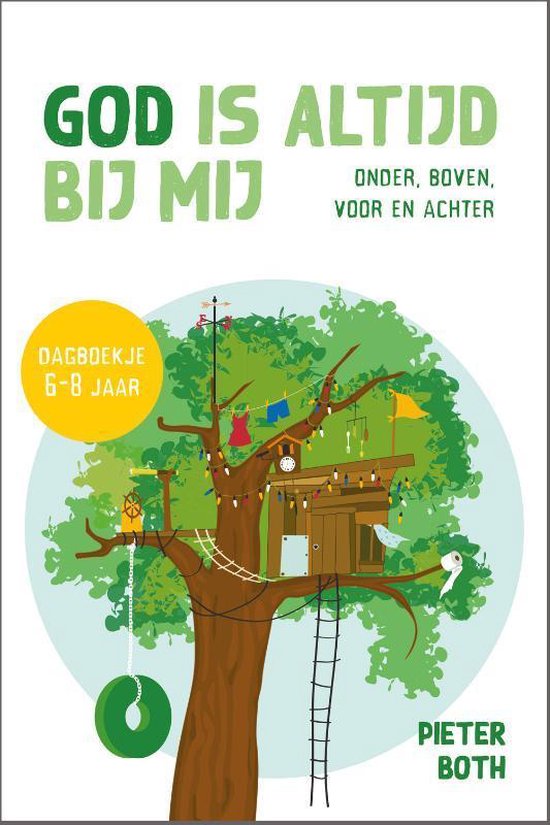 GOD IS ALTIJD
BIJ MIJ
ONDER, BOVEN,
VOOR EN ACHTER
DAGBOEKJE
6-8 JAAR
PIETER
BOTH